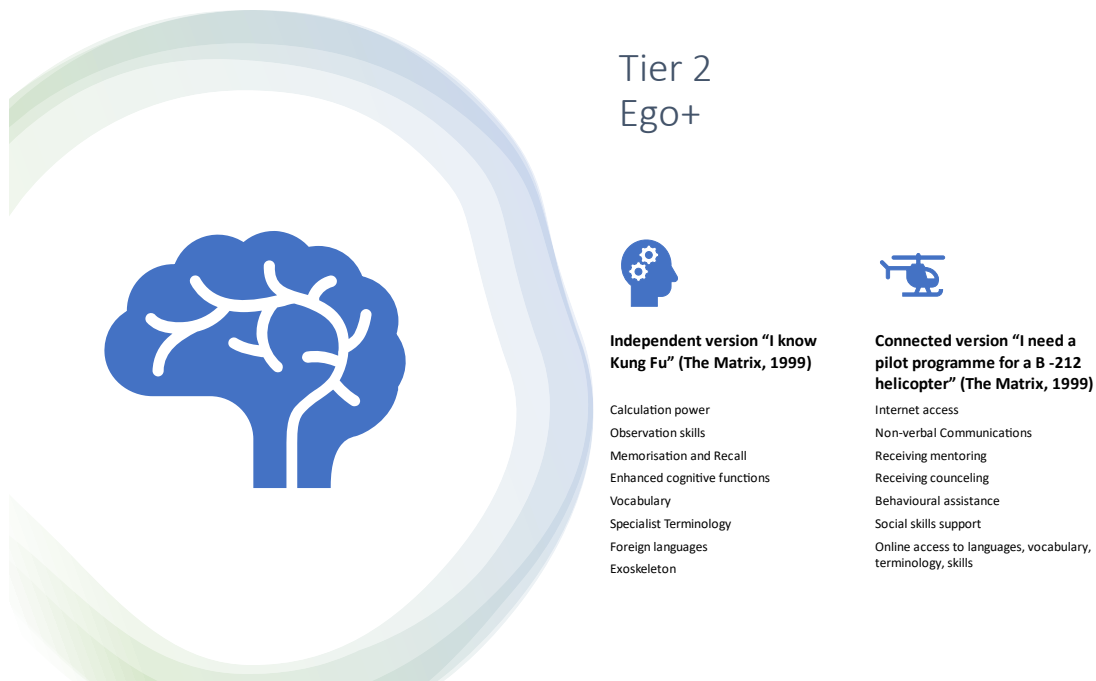 Tier 2
Ego+
Independent version “I know
Kung Fu” (The Matrix, 1999)
Calculation power
Observation skills
Memorisation and Recall
Enhanced cognitive functions
Vocabulary
Specialist Terminology
Foreign languages
Exoskeleton
Connected version “I need a
pilot programme for a B -212
helicopter” (The Matrix, 1999)
Internet access
Non-verbal Communications
Receiving mentoring
Receiving counceling
Behavioural assistance
Social skills support
Online access to languages, vocabulary,
terminology, skills